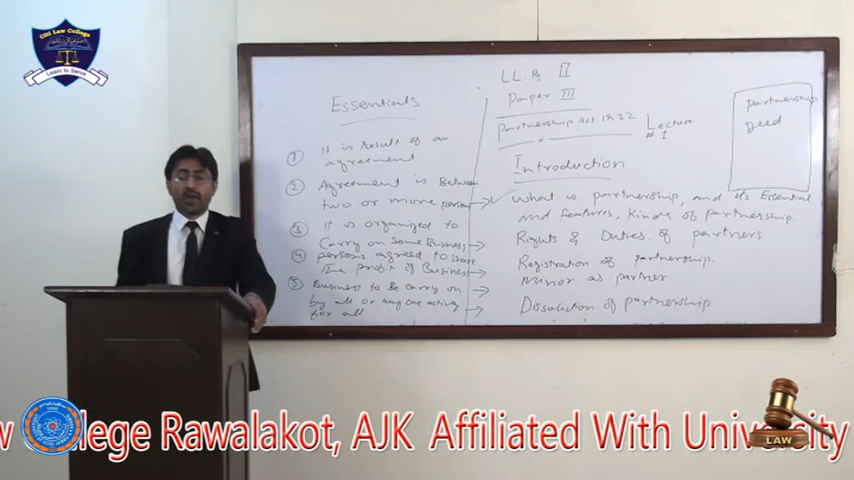 Citi Law College
Learn to Serve
LL.B. II
Paper III
Partnership Act 1932
Lecture
# 1
Introduction
What is partnership, and its Essential
and Features. Kinds of partnership.
Rights & Duties of partners
Registration of partnership.
Minor as partner
Dissolution of partnership.
partnership
deed
Essentials
① It is result of an
agreement
② Agreement is Between
two or more person
③ It is organized to
Carry on Some Business
④ persons agreed to share
The profit of Business
⑤ Business to be carry on
by all or any one acting
for all.
w College Rawalakot, AJK Affiliated With University
LAW